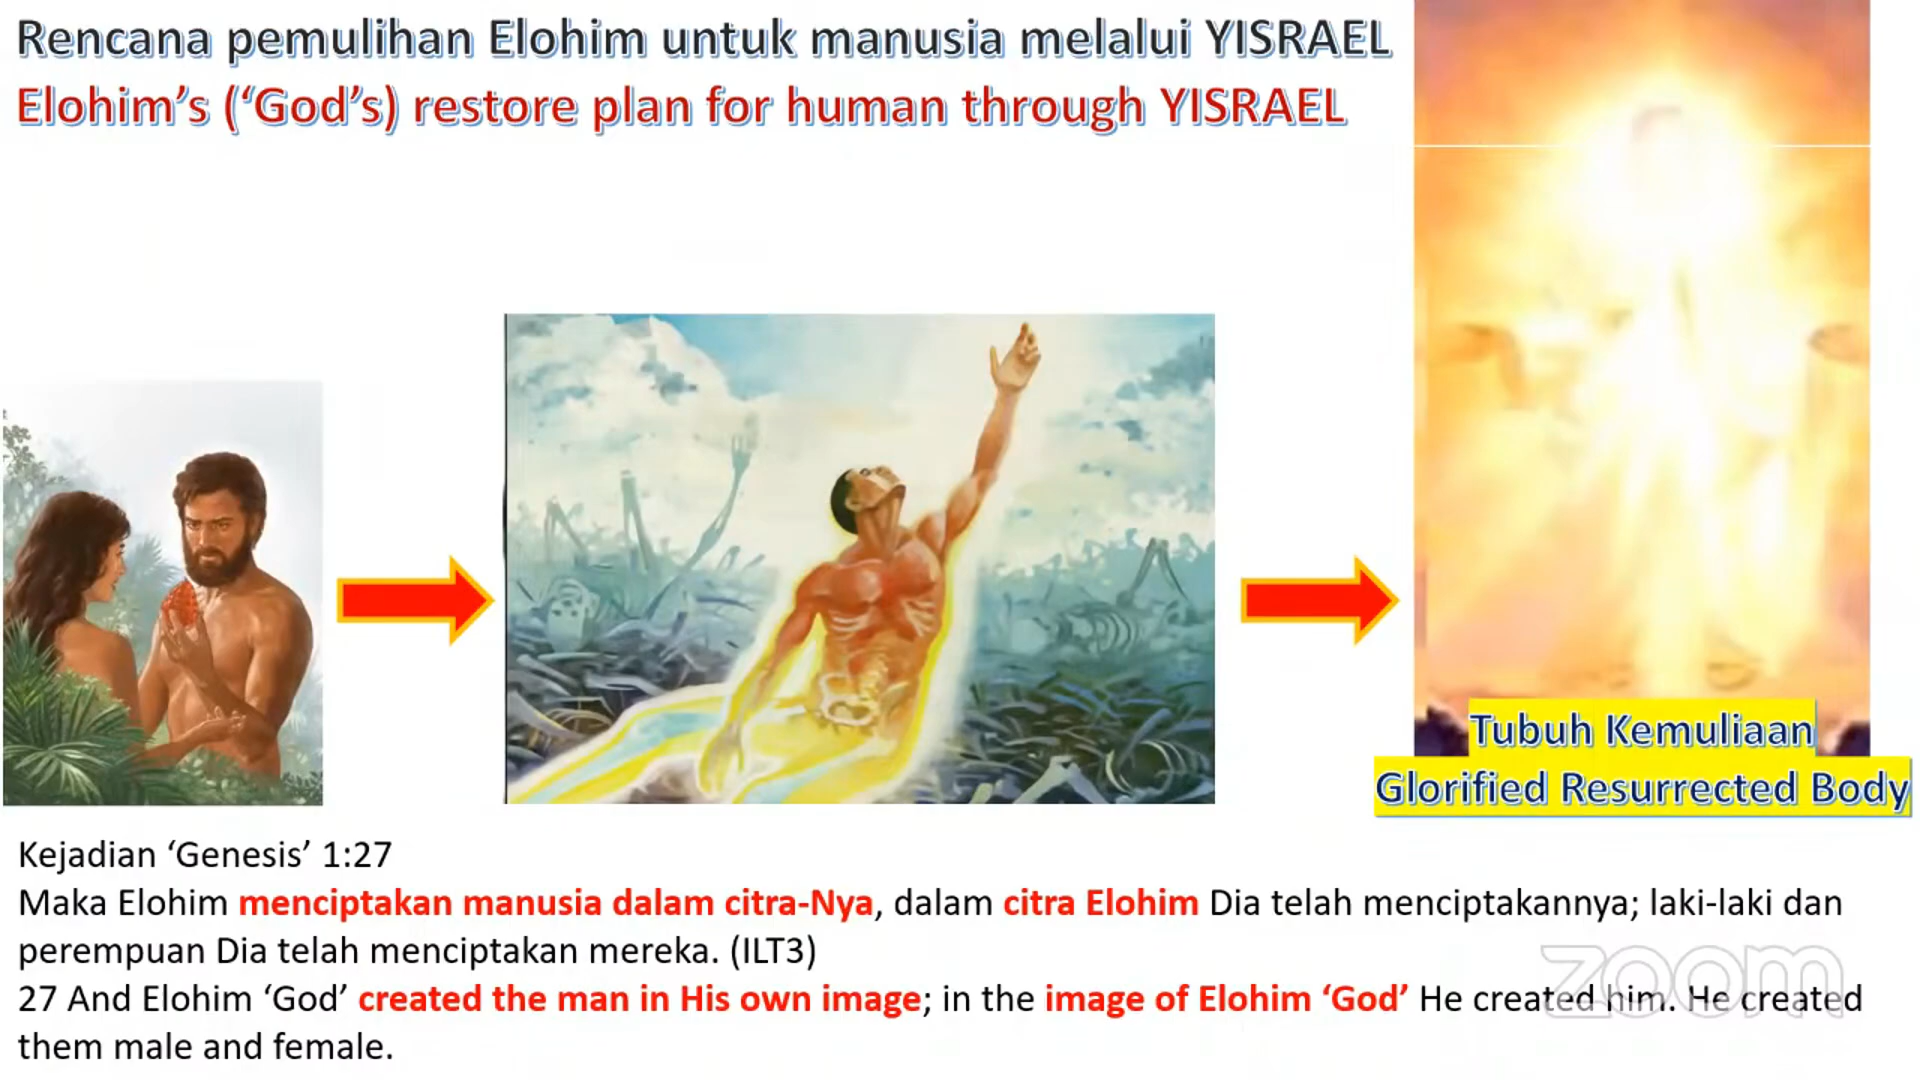 Rencana pemulihan Elohim untuk manusia melalui YISRAEL
Elohim's ('God's) restore plan for human through YISRAEL
Tubuh Kemuliaan
Glorified Resurrected Body
Kejadian ‘Genesis’ 1:27
Maka Elohim menciptakan manusia dalam citra-Nya, dalam citra Elohim Dia telah menciptakannya; laki-laki dan
perempuan Dia telah menciptakan mereka. (ILT3)
27 And Elohim ‘God’ created the man in His own image; in the image of Elohim ‘God’ He created him. He created
them male and female.
zoom